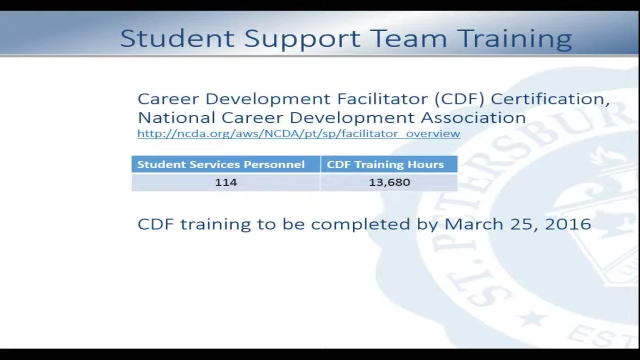 Student Support Team Training
Career Development Facilitator (CDF) Certification,
National Career Development Association
http://ncda.org/aws/NCDA/pt/sp/facilitator_overview
Student Services Personnel CDF Training Hours
114 13,680
CDF training to be completed by March 25, 2016
ST. PETERSBURG